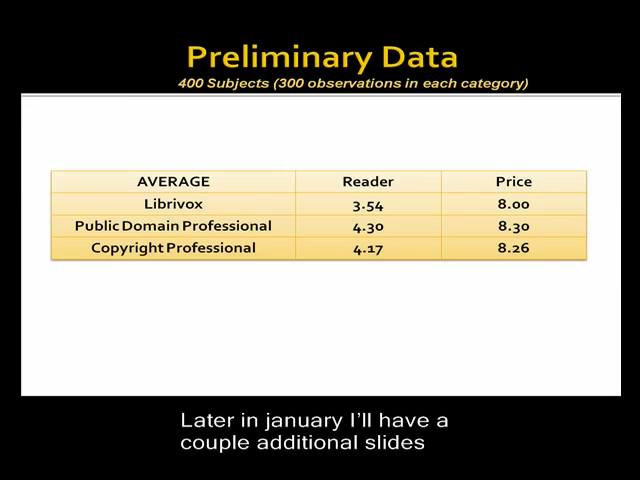 Preliminary Data
400 Subjects (300 observations in each category)
AVERAGE Reader Price
Librivox 3.54 8.00
Public Domain Professional 4.30 8.30
Copyright Professional 4.17 8.26
Later in january I'll have a
couple additional slides